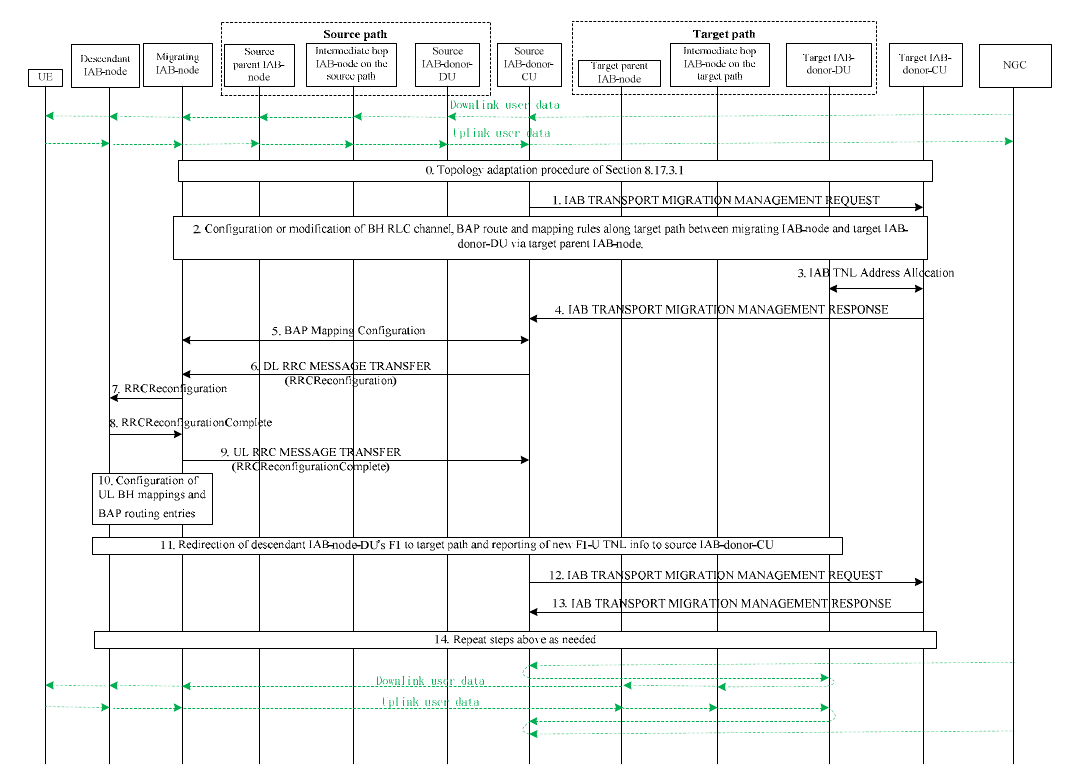 Source path
Target path
UE
Descendant
IAB-node
Migrating
IAB-node
Source
parent IAB-
node
Intermediate hop
IAB-node on the
source path
Source
IAB-donor-
DU
Source
IAB-donor-
CU
Target parent
IAB-node
Intermediate hop
IAB-node on the
target path
Target IAB-
donor-DU
Target IAB-
donor-CU
NGC
Downlink user data
Uplink user data
0. Topology adaptation procedure of Section 8.17.3.1
1. IAB TRANSPORT MIGRATION MANAGEMENT REQUEST
2. Configuration or modification of BH RLC channel, BAP route and mapping rules along target path between migrating IAB-node and target IAB-
donor-DU via target parent IAB-node.
3. IAB TNL Address Allocation
4. IAB TRANSPORT MIGRATION MANAGEMENT RESPONSE
5. BAP Mapping Configuration
6. DL RRC MESSAGE TRANSFER
(RRCReconfiguration)
7. RRCReconfiguration
8. RRCReconfigurationComplete
9. UL RRC MESSAGE TRANSFER
(RRCReconfigurationComplete)
10. Configuration of
UL BH mappings and
BAP routing entries
11. Redirection of descendant IAB-node-DU's F1 to target path and reporting of new F1-U TNL info to source IAB-donor-CU
12. IAB TRANSPORT MIGRATION MANAGEMENT REQUEST
13. IAB TRANSPORT MIGRATION MANAGEMENT RESPONSE
14. Repeat steps above as needed
Downlink user data
Uplink user data